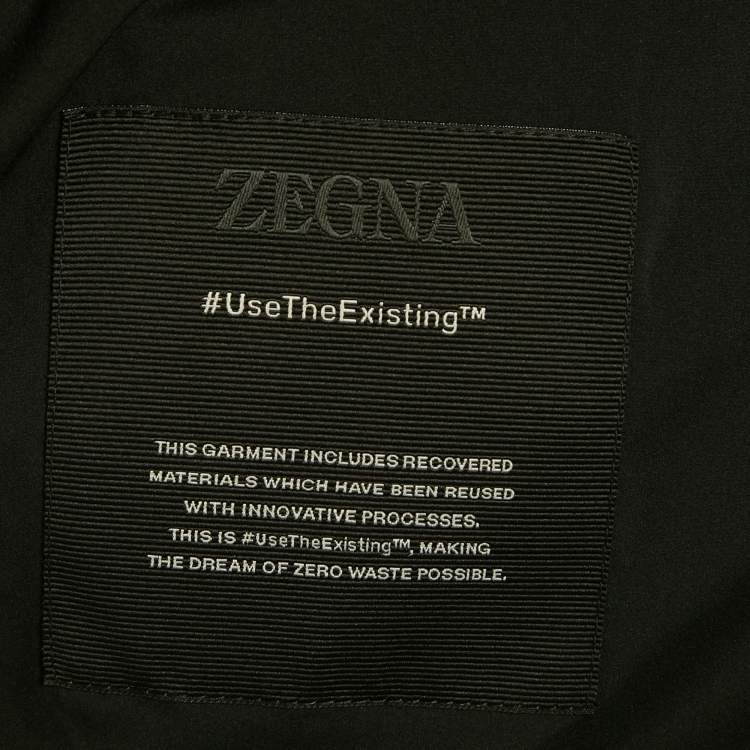 ZEGNA
#UseTheExisting™
THIS GARMENT INCLUDES RECOVERED
MATERIALS WHICH HAVE BEEN REUSED
WITH INNOVATIVE PROCESSES.
THIS IS #UseTheExisting™, MAKING
THE DREAM OF ZERO WASTE POSSIBLE.